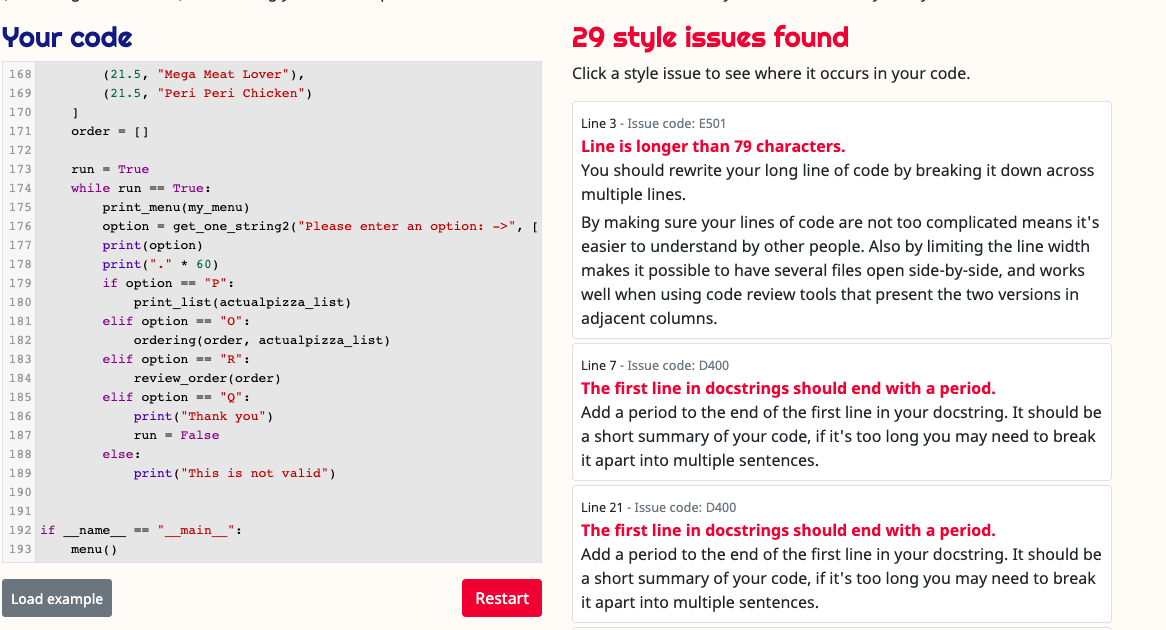 Your code
168 (21.5, "Mega Meat Lover"),
169 (21.5, "Peri Peri Chicken")
170 ]
171 order = []
172
173 run = True
174 while run == True:
175 print_menu(my_menu)
176 option = get_one_string2("Please enter an option: ->", [
177 print(option)
178 print("." * 60)
179 if option == "P":
180 print_list(actualpizza_list)
181 elif option == "O":
182 ordering(order, actualpizza_list)
183 elif option == "R":
184 review_order(order)
185 elif option == "Q":
186 print("Thank you")
187 run = False
188 else:
189 print("This is not valid")
190
191
192 if __name__ == "__main__":
193 menu()
Load example
Restart
29 style issues found
Click a style issue to see where it occurs in your code.
Line 3 - Issue code: E501
Line is longer than 79 characters.
You should rewrite your long line of code by breaking it down across
multiple lines.
By making sure your lines of code are not too complicated means it's
easier to understand by other people. Also by limiting the line width
makes it possible to have several files open side-by-side, and works
well when using code review tools that present the two versions in
adjacent columns.
Line 7 - Issue code: D400
The first line in docstrings should end with a period.
Add a period to the end of the first line in your docstring. It should be
a short summary of your code, if it's too long you may need to break
it apart into multiple sentences.
Line 21 - Issue code: D400
The first line in docstrings should end with a period.
Add a period to the end of the first line in your docstring. It should be
a short summary of your code, if it's too long you may need to break
it apart into multiple sentences.